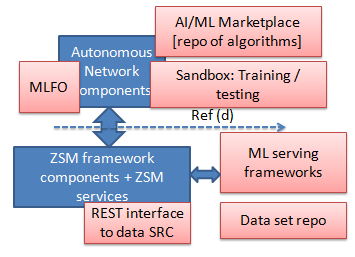 AI/ML Marketplace
[repo of algorithms]
Autonomous
Network
Components
MLFO
Sandbox: Training /
testing
Ref (d)
ZSM framework
components + ZSM
services
ML serving
frameworks
REST interface
to data SRC
Data set repo